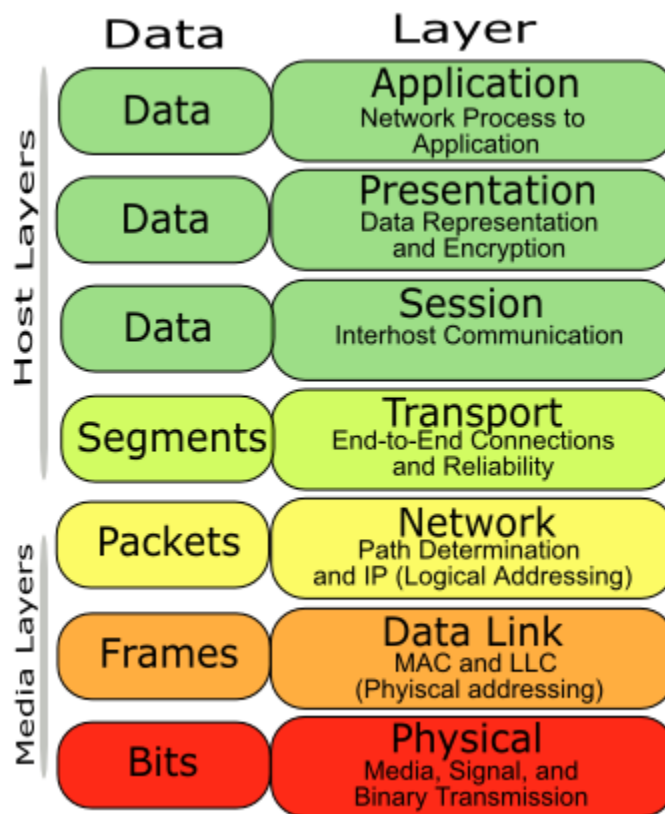 Data Layer
Host Layers
Data
Application
Network Process to
Application
Data
Presentation
Data Representation
and Encryption
Data
Session
Interhost Communication
Segments
Transport
End-to-End Connections
and Reliability
Media Layers
Packets
Network
Path Determination
and IP (Logical Addressing)
Frames
Data Link
MAC and LLC
(Phyiscal addressing)
Bits
Physical
Media, Signal, and
Binary Transmission